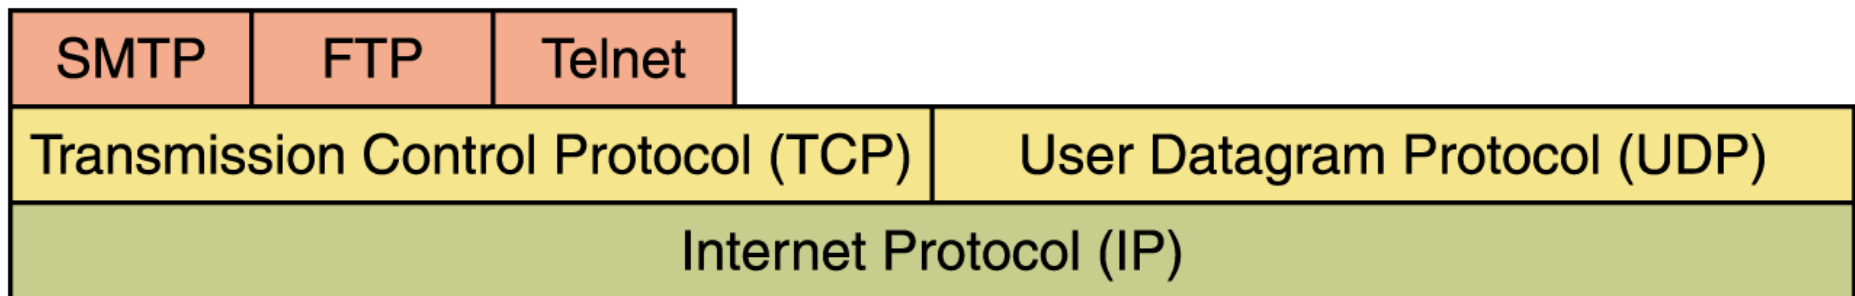 SMTP FTP Telnet
Transmission Control Protocol (TCP) User Datagram Protocol (UDP)
Internet Protocol (IP)